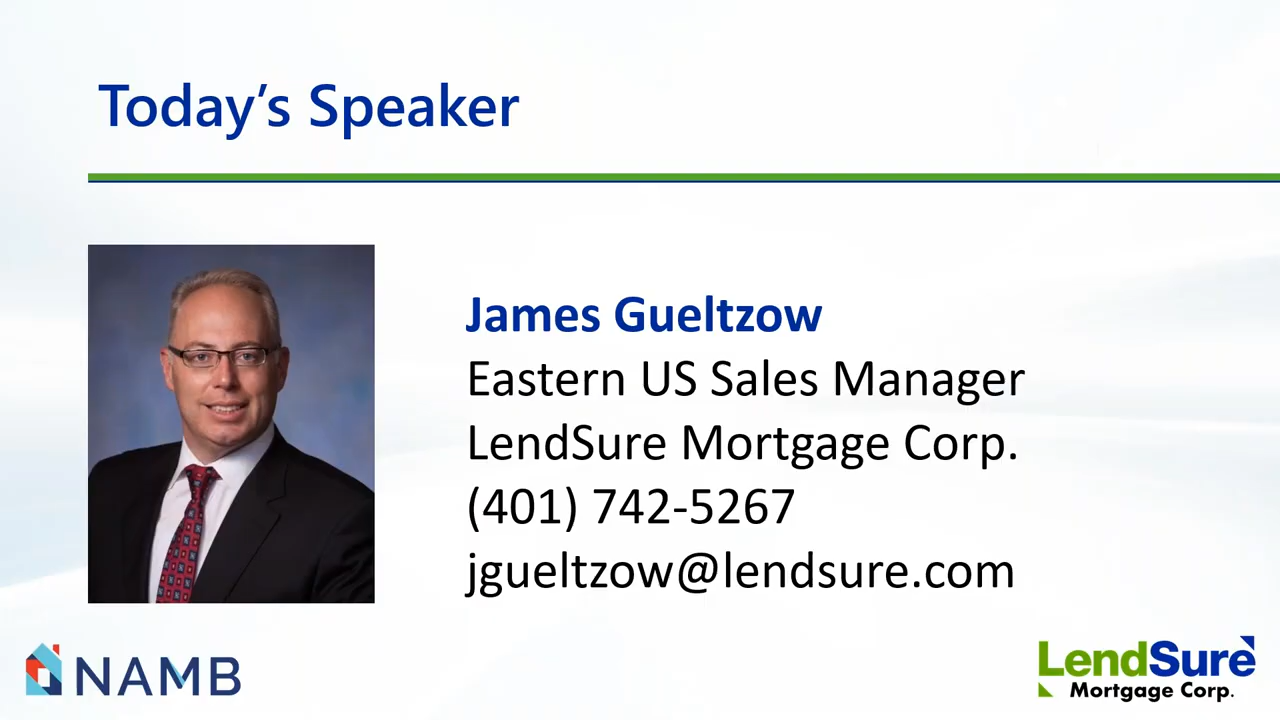 Today’s Speaker
James Gueltzow
Eastern US Sales Manager
LendSure Mortgage Corp.
(401) 742-5267
jgueltzow@lendsure.com
NAMB
LendSure
Mortgage Corp.